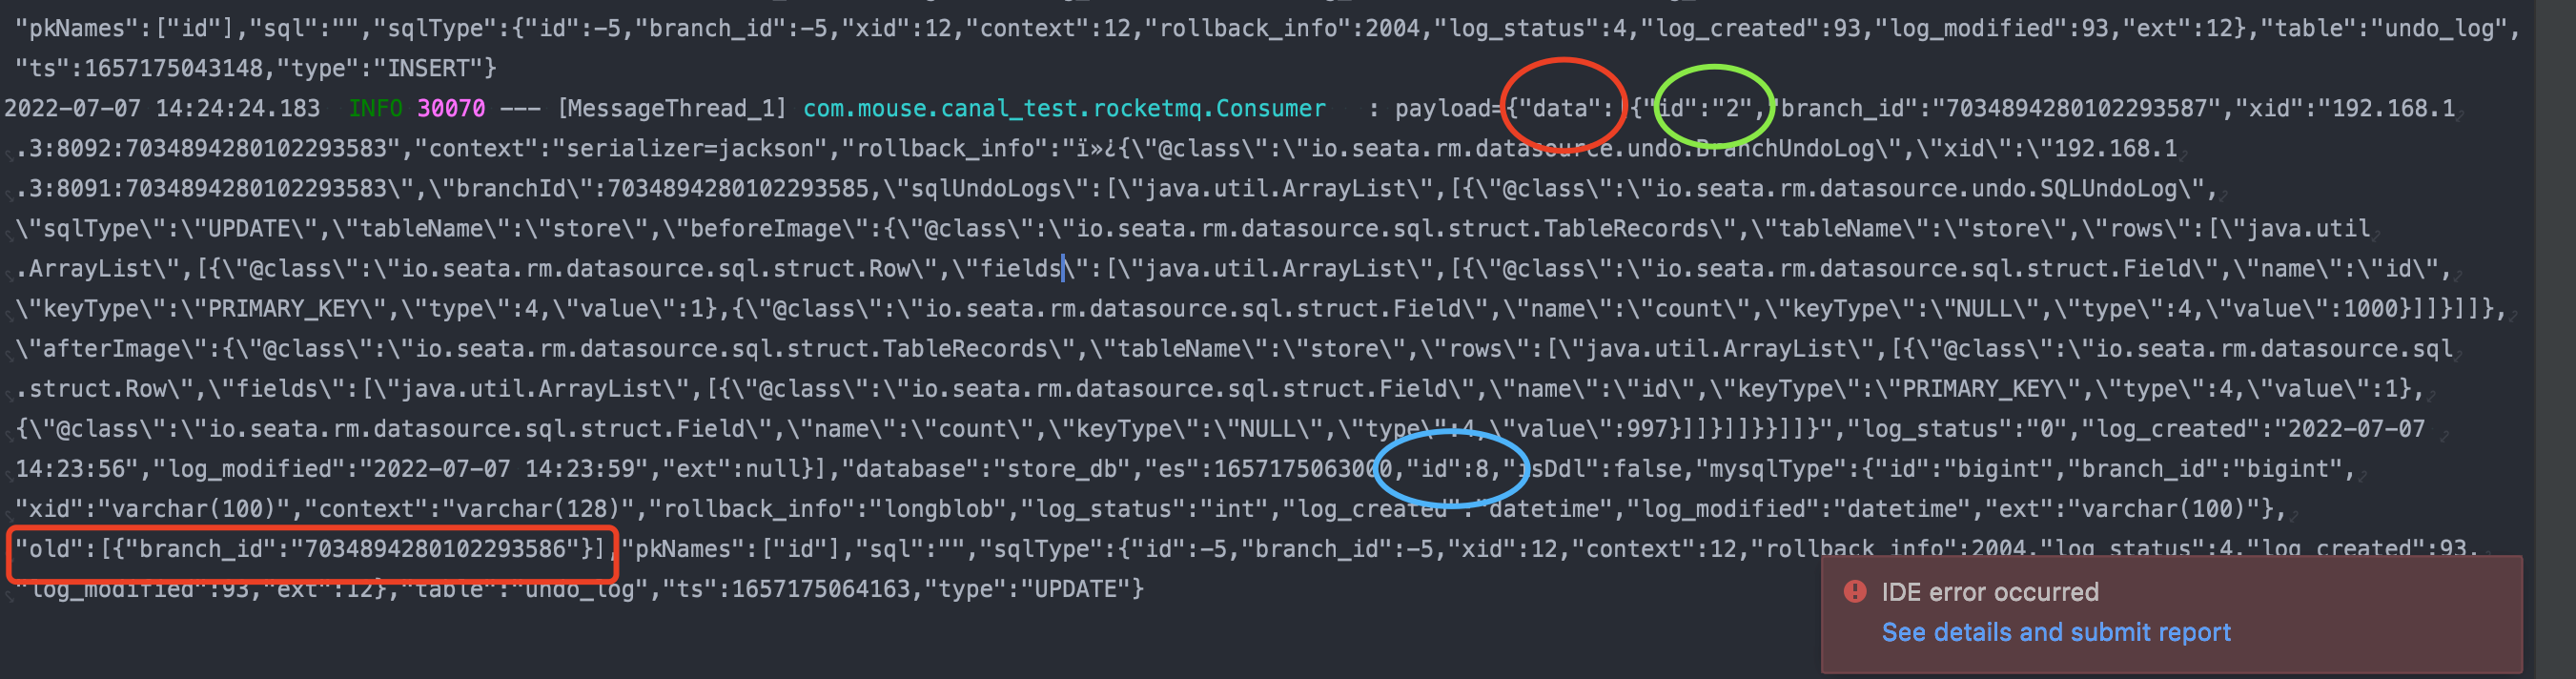 "pkNames":["id"],"sql":"","sqlType":{"id":-5,"branch_id":-5,"xid":12,"context":12,"rollback_info":2004,"log_status":4,"log_created":93,"log_modified":93,"ext":12},"table":"undo_log",
"ts":1657175043148,"type":"INSERT"}
2022-07-07 14:24:24.183 INFO 30070 --- [MessageThread_1] com.mouse.canal_test.rocketmq.Consumer : payload={"data":[{"id":"2","branch_id":"7034894280102293587","xid":"192.168.1
.3:8092:7034894280102293583","context":"serializer=jackson","rollback_info":"ï»¿{\"@class\":\"io.seata.rm.datasource.undo.BranchUndoLog\",\"xid\":\"192.168.1
.3:8091:7034894280102293583\",\"branchId\":7034894280102293585,\"sqlUndoLogs\":[\"java.util.ArrayList\",[{\"@class\":\"io.seata.rm.datasource.undo.SQLUndoLog\",
\"sqlType\":\"UPDATE\",\"tableName\":\"store\",\"beforeImage\":{\"@class\":\"io.seata.rm.datasource.sql.struct.TableRecords\",\"tableName\":\"store\",\"rows\":[\"java.util
.ArrayList\",[{\"@class\":\"io.seata.rm.datasource.sql.struct.Row\",\"fields\":[\"java.util.ArrayList\",[{\"@class\":\"io.seata.rm.datasource.sql.struct.Field\",\"name\":\"id\",
\"keyType\":\"PRIMARY_KEY\",\"type\":4,\"value\":1},{\"@class\":\"io.seata.rm.datasource.sql.struct.Field\",\"name\":\"count\",\"keyType\":\"NULL\",\"type\":4,\"value\":1000}]]}]]},
\"afterImage\":{\"@class\":\"io.seata.rm.datasource.sql.struct.TableRecords\",\"tableName\":\"store\",\"rows\":[\"java.util.ArrayList\",[{\"@class\":\"io.seata.rm.datasource.sql
.struct.Row\",\"fields\":[\"java.util.ArrayList\",[{\"@class\":\"io.seata.rm.datasource.sql.struct.Field\",\"name\":\"id\",\"keyType\":\"PRIMARY_KEY\",\"type\":4,\"value\":1},
{\"@class\":\"io.seata.rm.datasource.sql.struct.Field\",\"name\":\"count\",\"keyType\":\"NULL\",\"type\":4,\"value\":997}]]}]]}}]]}","log_status":"0","log_created":"2022-07-07
14:23:56","log_modified":"2022-07-07 14:23:59","ext":null}],"database":"store_db","es":1657175063000,"id":8,"isDdl":false,"mysqlType":{"id":"bigint","branch_id":"bigint",
"xid":"varchar(100)","context":"varchar(128)","rollback_info":"longblob","log_status":"int","log_created":"datetime","log_modified":"datetime","ext":"varchar(100)"},
"old":[{"branch_id":"7034894280102293586"}],"pkNames":["id"],"sql":"","sqlType":{"id":-5,"branch_id":-5,"xid":12,"context":12,"rollback_info":2004,"log_status":4,"log_created":93,
"log_modified":93,"ext":12},"table":"undo_log","ts":1657175064163,"type":"UPDATE"}
IDE error occurred
See details and submit report